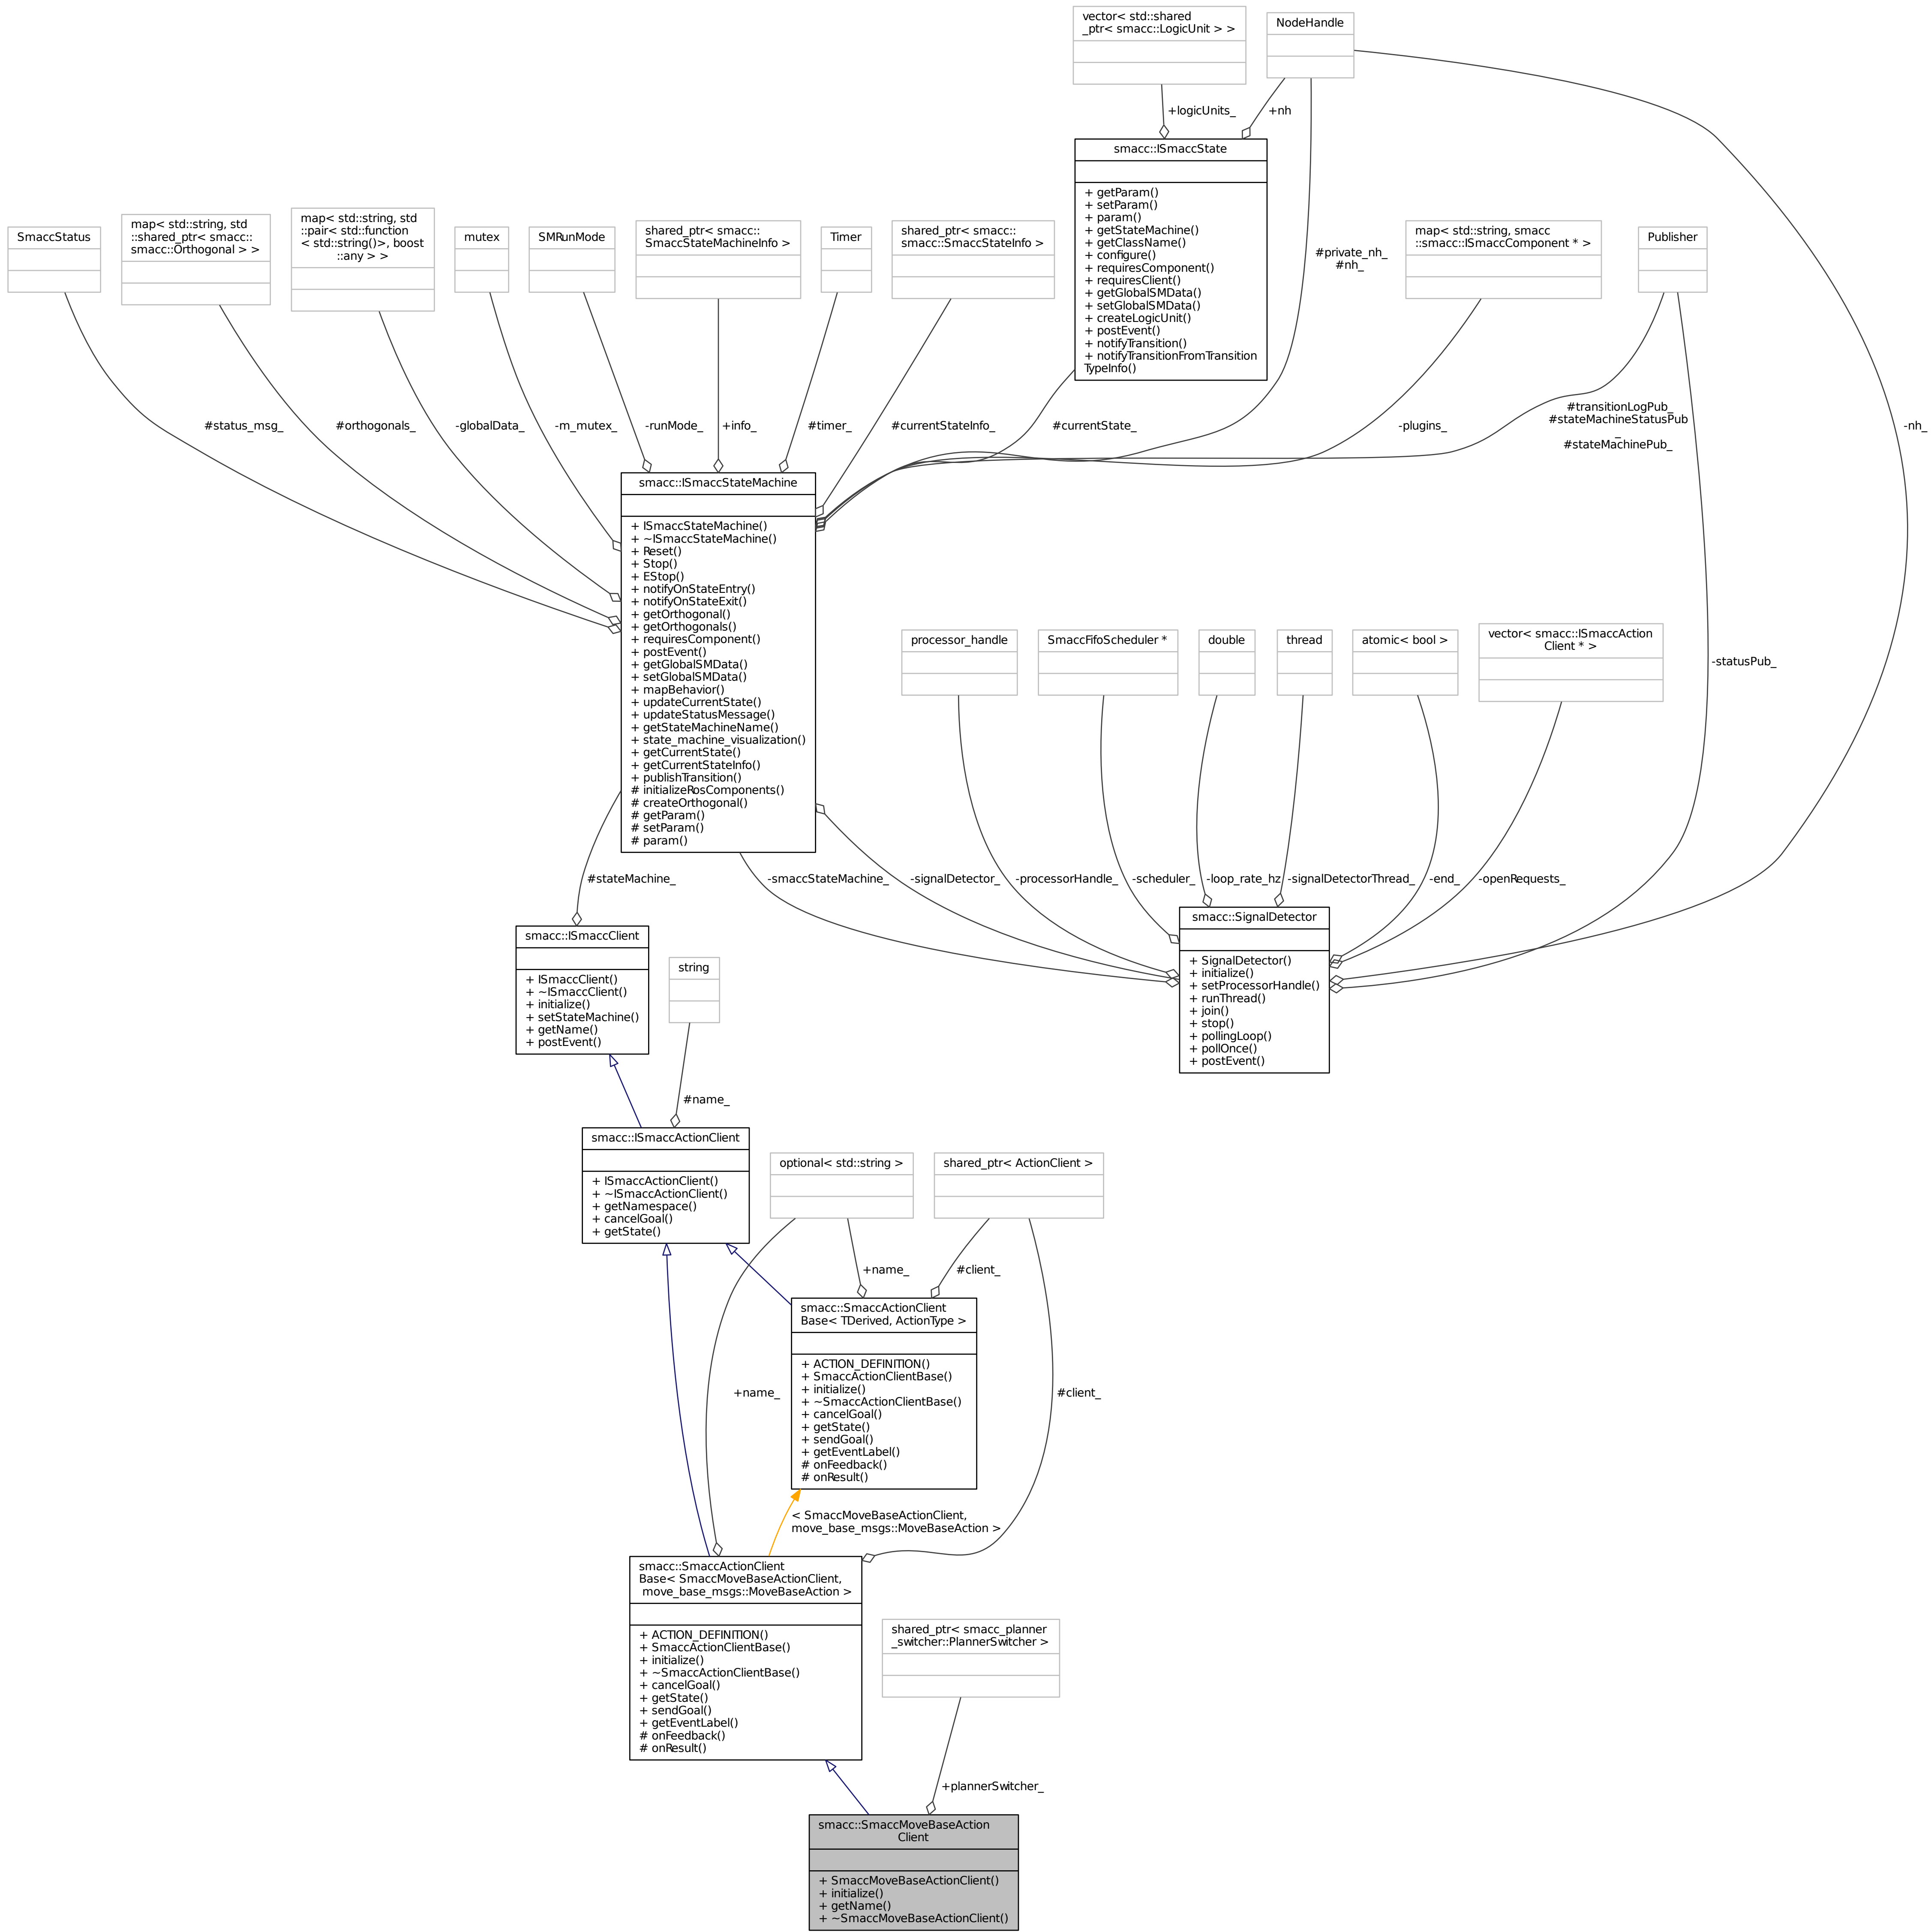 vector< std::shared
_ptr< smacc::LogicUnit > >
NodeHandle
+logicUnits_
+nh
smacc::ISmaccState
+ getParam()
+ setParam()
+ param()
+ getStateMachine()
+ getClassName()
+ configure()
+ requiresComponent()
+ requiresClient()
+ getGlobalSMData()
+ setGlobalSMData()
+ createLogicUnit()
+ postEvent()
+ notifyTransition()
+ notifyTransitionFromTransition
TypeInfo()
SmaccStatus
map< std::string, std
::shared_ptr< smacc::
smacc::Orthogonal > >
map< std::string, std
::pair< std::function
< std::string()>, boost
::any > >
mutex
SMRunMode
shared_ptr< smacc::
SmaccStateMachineInfo >
Timer
shared_ptr< smacc::
smacc::SmaccStateInfo >
#private_nh_
#nh_
map< std::string, smacc
::smacc::ISmaccComponent * >
Publisher
#status_msg_
#orthogonals_
-globalData_
-m_mutex_
-runMode_
+info_
#timer_
#currentStateInfo_
#currentState_
-plugins_
#transitionLogPub_
#stateMachineStatusPub
_
#stateMachinePub_
-nh_
smacc::ISmaccStateMachine
+ ISmaccStateMachine()
+ ~ISmaccStateMachine()
+ Reset()
+ Stop()
+ EStop()
+ notifyOnStateEntry()
+ notifyOnStateExit()
+ getOrthogonal()
+ getOrthogonals()
+ requiresComponent()
+ postEvent()
+ getGlobalSMData()
+ setGlobalSMData()
+ mapBehavior()
+ updateCurrentState()
+ updateStatusMessage()
+ getStateMachineName()
+ state_machine_visualization()
+ getCurrentState()
+ getCurrentStateInfo()
+ publishTransition()
# initializeRosComponents()
# createOrthogonal()
# getParam()
# setParam()
# param()
processor_handle
SmaccFifoScheduler *
double
thread
atomic< bool >
vector< smacc::ISmaccAction
Client * >
-statusPub_
#stateMachine_
-smaccStateMachine_
-signalDetector_
-processorHandle_
-scheduler_
-loop_rate_hz
-signalDetectorThread_
-end_
-openRequests_
smacc::SignalDetector
+ SignalDetector()
+ initialize()
+ setProcessorHandle()
+ runThread()
+ join()
+ stop()
+ pollingLoop()
+ pollOnce()
+ postEvent()
smacc::ISmaccClient
+ ISmaccClient()
+ ~ISmaccClient()
+ initialize()
+ setStateMachine()
+ getName()
+ postEvent()
string
#name_
smacc::ISmaccActionClient
+ ISmaccActionClient()
+ ~ISmaccActionClient()
+ getNamespace()
+ cancelGoal()
+ getState()
optional< std::string >
shared_ptr< ActionClient >
+name_
#client_
smacc::SmaccActionClient
Base< TDerived, ActionType >
+ ACTION_DEFINITION()
+ SmaccActionClientBase()
+ initialize()
+ ~SmaccActionClientBase()
+ cancelGoal()
+ getState()
+ sendGoal()
+ getEventLabel()
# onFeedback()
# onResult()
+name_
#client_
< SmaccMoveBaseActionClient,
move_base_msgs::MoveBaseAction >
smacc::SmaccActionClient
Base< SmaccMoveBaseActionClient,
move_base_msgs::MoveBaseAction >
+ ACTION_DEFINITION()
+ SmaccActionClientBase()
+ initialize()
+ ~SmaccActionClientBase()
+ cancelGoal()
+ getState()
+ sendGoal()
+ getEventLabel()
# onFeedback()
# onResult()
shared_ptr< smacc_planner
_switcher::PlannerSwitcher >
+plannerSwitcher_
smacc::SmaccMoveBaseAction
Client
+ SmaccMoveBaseActionClient()
+ initialize()
+ getName()
+ ~SmaccMoveBaseActionClient()